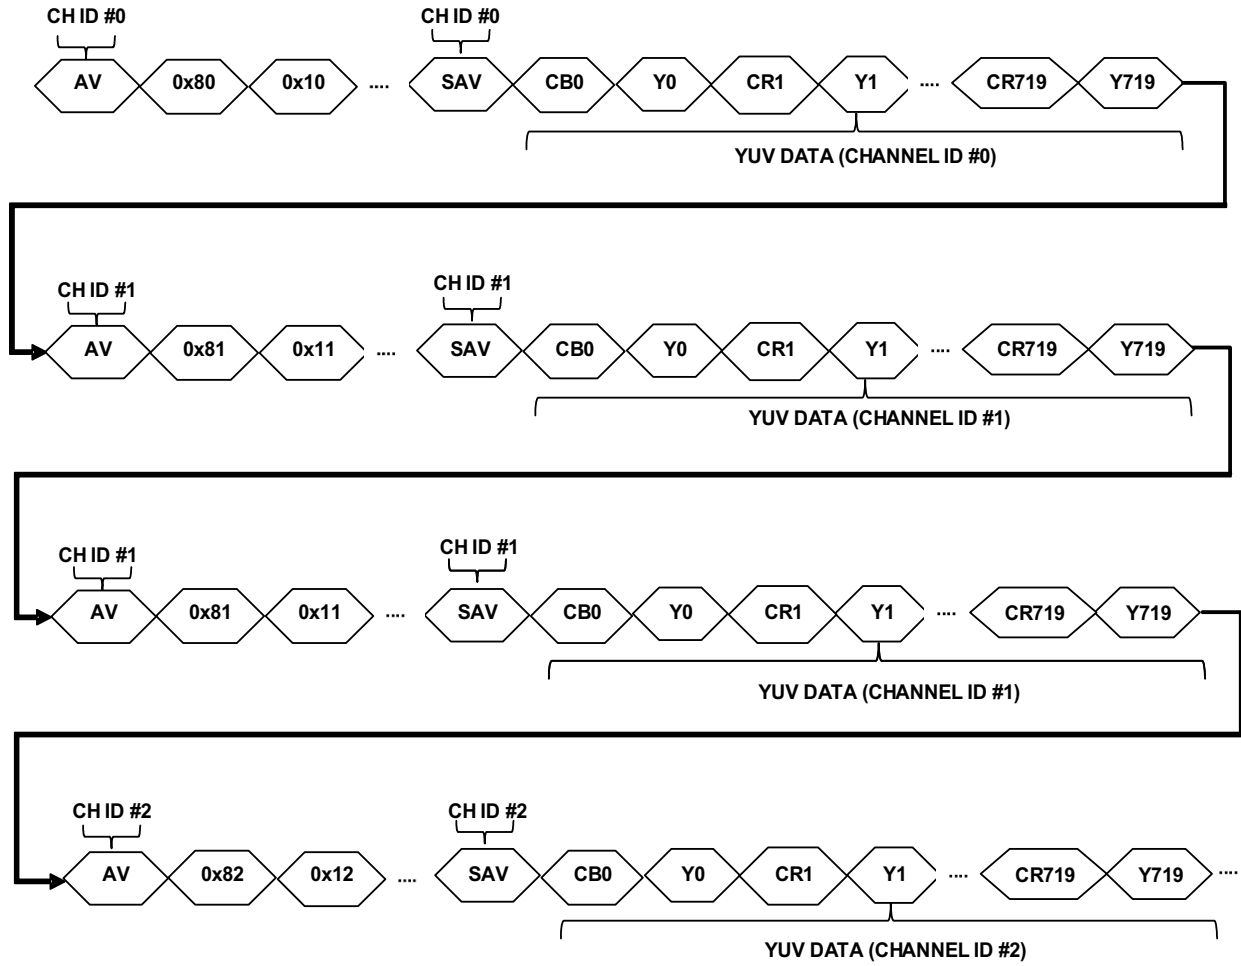 CH ID #0 CH ID #0
AV 0x80 0x10 .... SAV CB0 Y0 CR1 Y1 .... CR719 Y719
YUV DATA (CHANNEL ID #0)
CH ID #1 CH ID #1
AV 0x81 0x11 .... SAV CB0 Y0 CR1 Y1 .... CR719 Y719
YUV DATA (CHANNEL ID #1)
CH ID #1 CH ID #1
AV 0x81 0x11 .... SAV CB0 Y0 CR1 Y1 .... CR719 Y719
YUV DATA (CHANNEL ID #1)
CH ID #2 CH ID #2
AV 0x82 0x12 .... SAV CB0 Y0 CR1 Y1 .... CR719 Y719 ....
YUV DATA (CHANNEL ID #2)